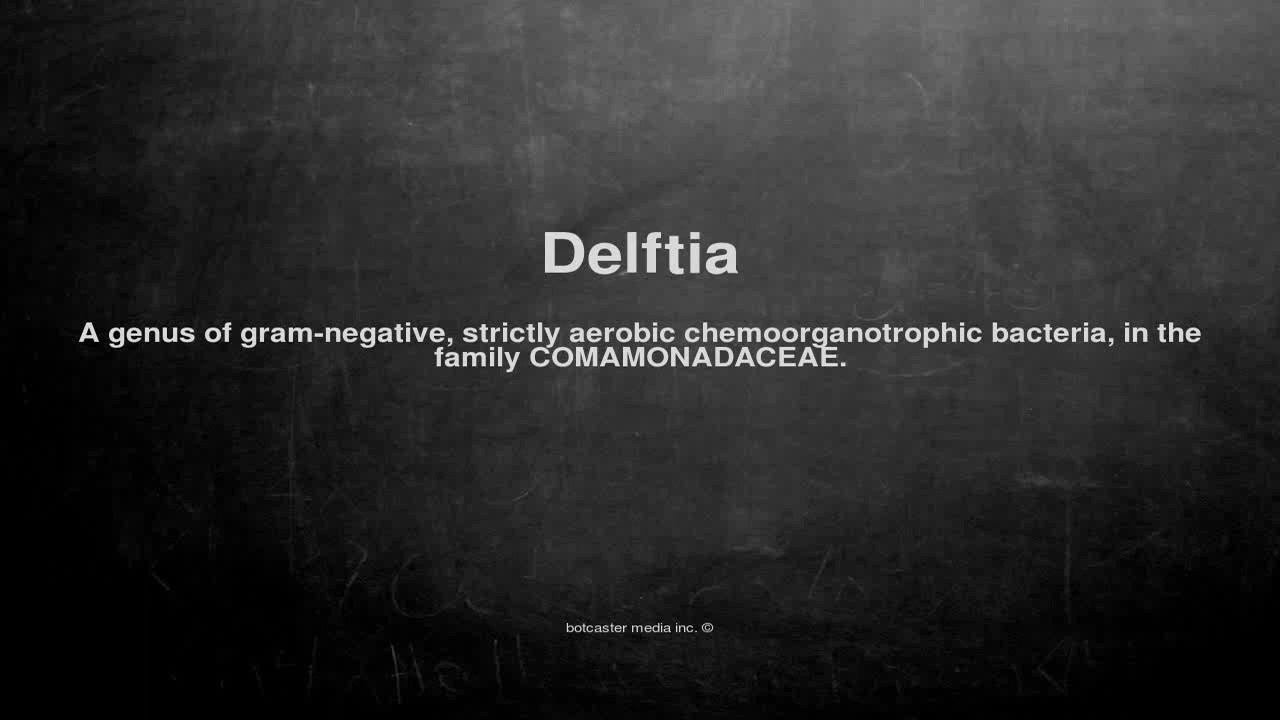 Delftia
A genus of gram-negative, strictly aerobic chemoorganotrophic bacteria, in the
family COMAMONADACEAE.
botcaster media inc. ©